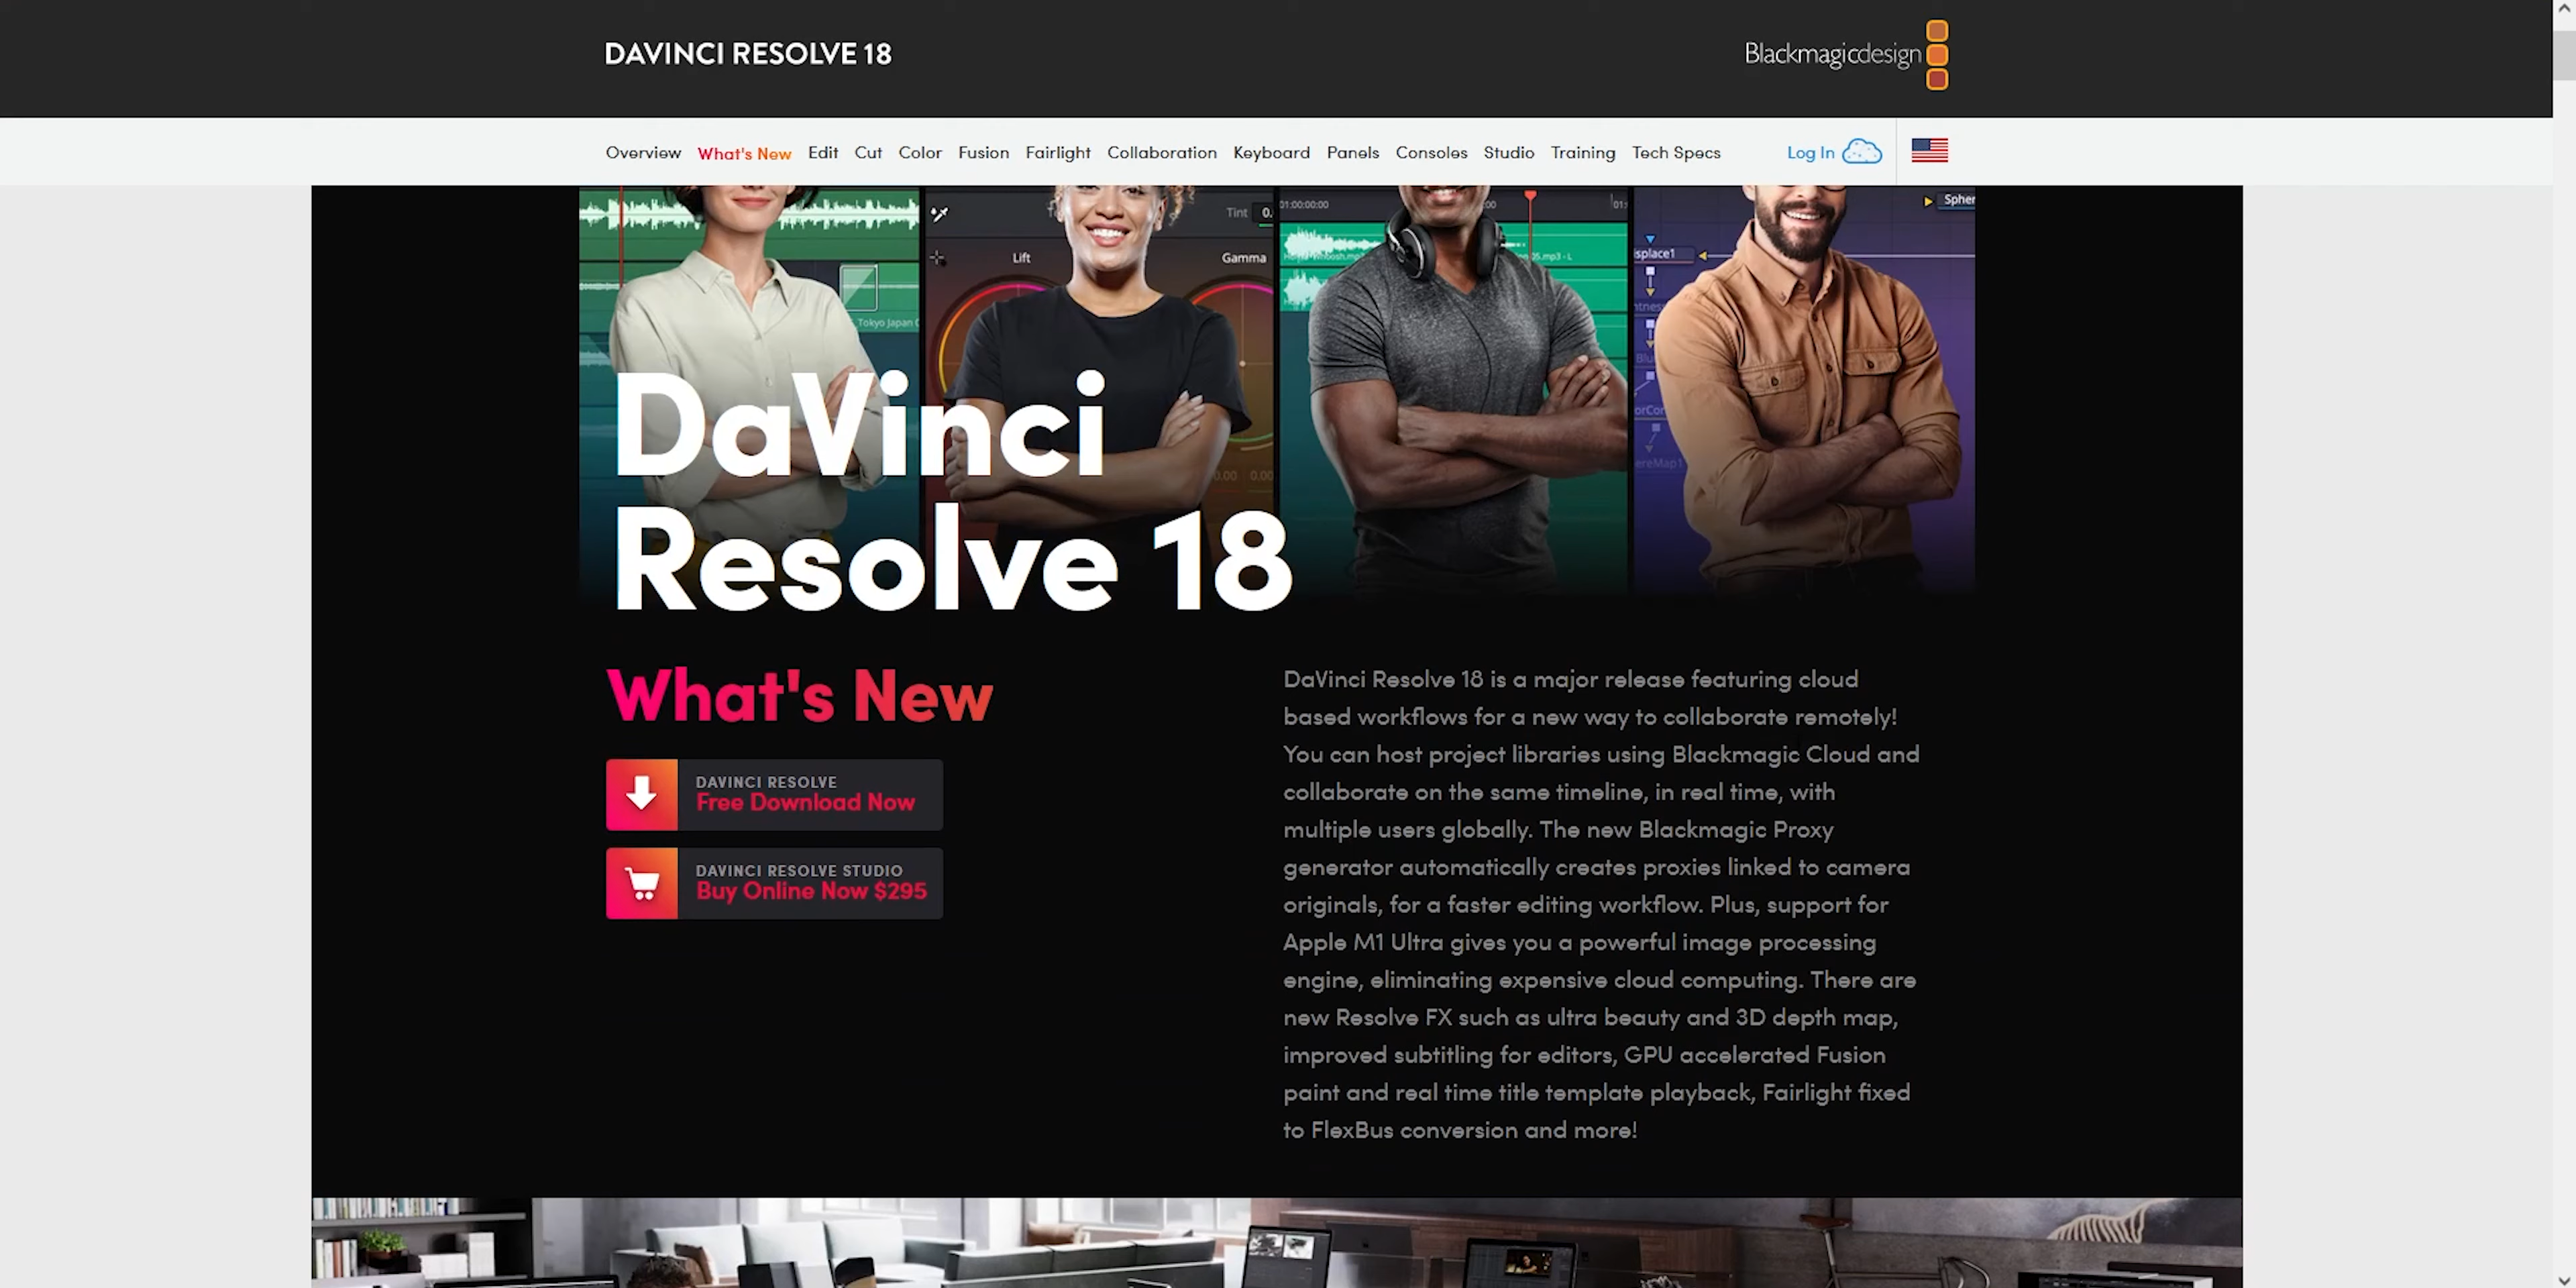 DAVINCI RESOLVE 18
Blackmagicdesign
Overview What's New Edit Cut Color Fusion Fairlight Collaboration Keyboard Panels Consoles Studio Training Tech Specs Log In
Tint 0.
01:00:00:00
Lift Gamma
Tokyo Japan
DaVinci
Resolve 18
What's New
DAVINCI RESOLVE
Free Download Now
DAVINCI RESOLVE STUDIO
Buy Online Now $295
DaVinci Resolve 18 is a major release featuring cloud
based workflows for a new way to collaborate remotely!
You can host project libraries using Blackmagic Cloud and
collaborate on the same timeline, in real time, with
multiple users globally. The new Blackmagic Proxy
generator automatically creates proxies linked to camera
originals, for a faster editing workflow. Plus, support for
Apple M1 Ultra gives you a powerful image processing
engine, eliminating expensive cloud computing. There are
new Resolve FX such as ultra beauty and 3D depth map,
improved subtitling for editors, GPU accelerated Fusion
paint and real time title template playback, Fairlight fixed
to FlexBus conversion and more!